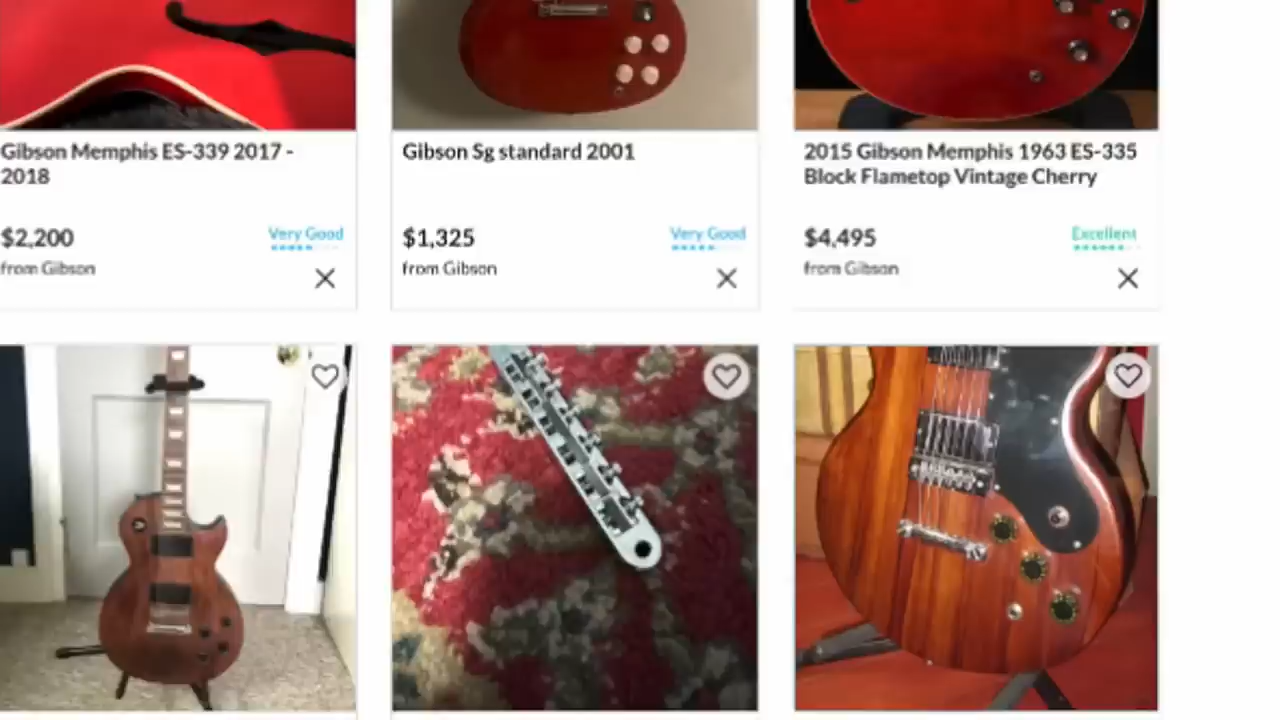 Gibson Memphis ES-339 2017 -
2018
$2,200
Very Good
from Gibson
Gibson Sg standard 2001
$1,325
Very Good
from Gibson
2015 Gibson Memphis 1963 ES-335
Block Flametop Vintage Cherry
$4,495
Excellent
from Gibson